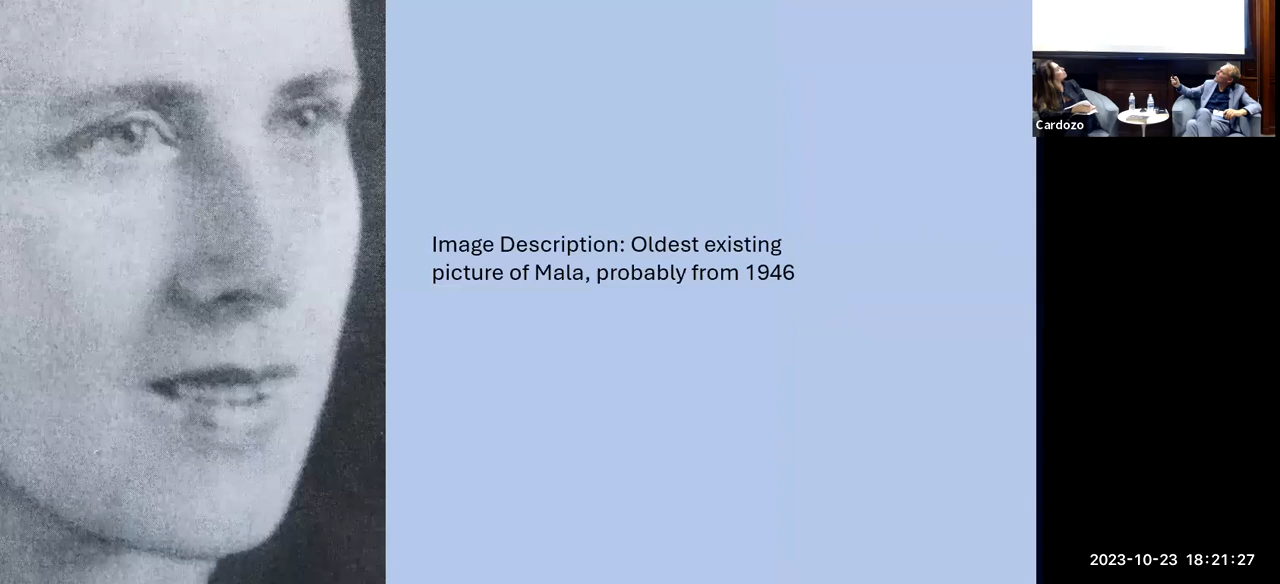 Image Description: Oldest existing
picture of Mala, probably from 1946
Cardozo
2023-10-23 18:21:27